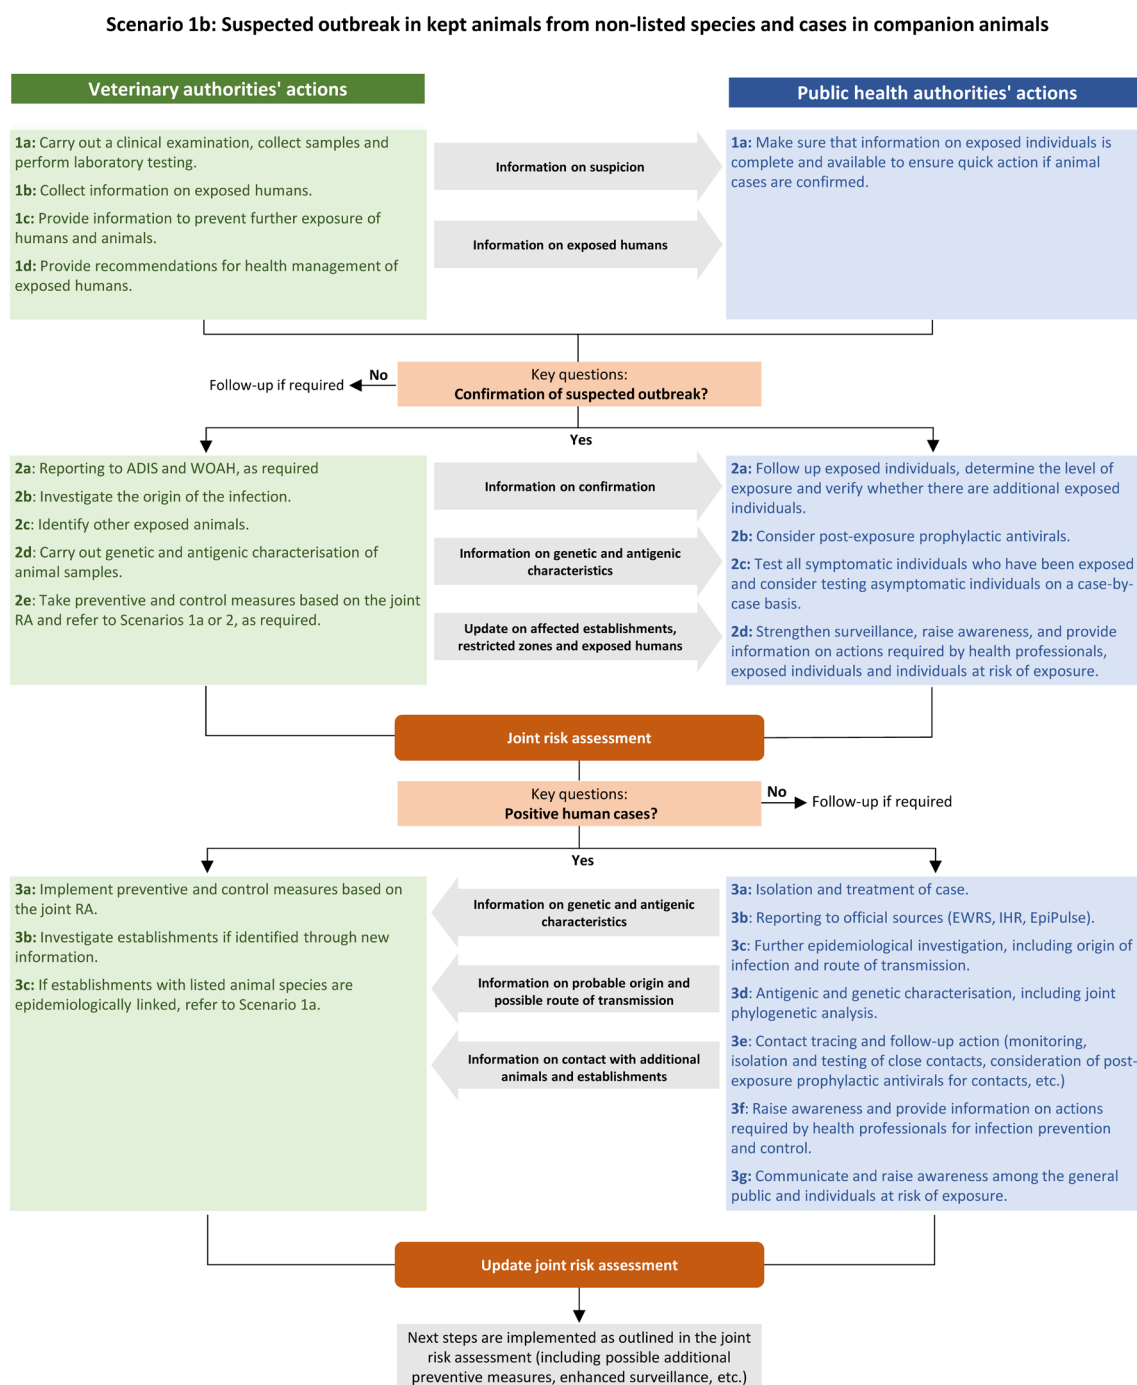 Scenario 1b: Suspected outbreak in kept animals from non-listed species and cases in companion animals
Veterinary authorities' actions
Public health authorities' actions
1a: Carry out a clinical examination, collect samples and
perform laboratory testing.
1b: Collect information on exposed humans.
1c: Provide information to prevent further exposure of
humans and animals.
1d: Provide recommendations for health management of
exposed humans.
Information on suspicion
Information on exposed humans
1a: Make sure that information on exposed individuals is
complete and available to ensure quick action if animal
cases are confirmed.
Key questions:
Confirmation of suspected outbreak?
No
Follow-up if required
Yes
2a: Reporting to ADIS and WOAH, as required
2b: Investigate the origin of the infection.
2c: Identify other exposed animals.
2d: Carry out genetic and antigenic characterisation of
animal samples.
2e: Take preventive and control measures based on the joint
RA and refer to Scenarios 1a or 2, as required.
Information on confirmation
Information on genetic and antigenic
characteristics
Update on affected establishments,
restricted zones and exposed humans
2a: Follow up exposed individuals, determine the level of
exposure and verify whether there are additional exposed
individuals.
2b: Consider post-exposure prophylactic antivirals.
2c: Test all symptomatic individuals who have been exposed
and consider testing asymptomatic individuals on a case-by-
case basis.
2d: Strengthen surveillance, raise awareness, and provide
information on actions required by health professionals,
exposed individuals and individuals at risk of exposure.
Joint risk assessment
Key questions:
Positive human cases?
No
Follow-up if required
Yes
3a: Implement preventive and control measures based on
the joint RA.
3b: Investigate establishments if identified through new
information.
3c: If establishments with listed animal species are
epidemiologically linked, refer to Scenario 1a.
Information on genetic and antigenic
characteristics
Information on probable origin and
possible route of transmission
Information on contact with additional
animals and establishments
3a: Isolation and treatment of case.
3b: Reporting to official sources (EWRS, IHR, EpiPulse).
3c: Further epidemiological investigation, including origin of
infection and route of transmission.
3d: Antigenic and genetic characterisation, including joint
phylogenetic analysis.
3e: Contact tracing and follow-up action (monitoring,
isolation and testing of close contacts, consideration of post-
exposure prophylactic antivirals for contacts, etc.)
3f: Raise awareness and provide information on actions
required by health professionals for infection prevention
and control.
3g: Communicate and raise awareness among the general
public and individuals at risk of exposure.
Update joint risk assessment
Next steps are implemented as outlined in the joint
risk assessment (including possible additional
preventive measures, enhanced surveillance, etc.)